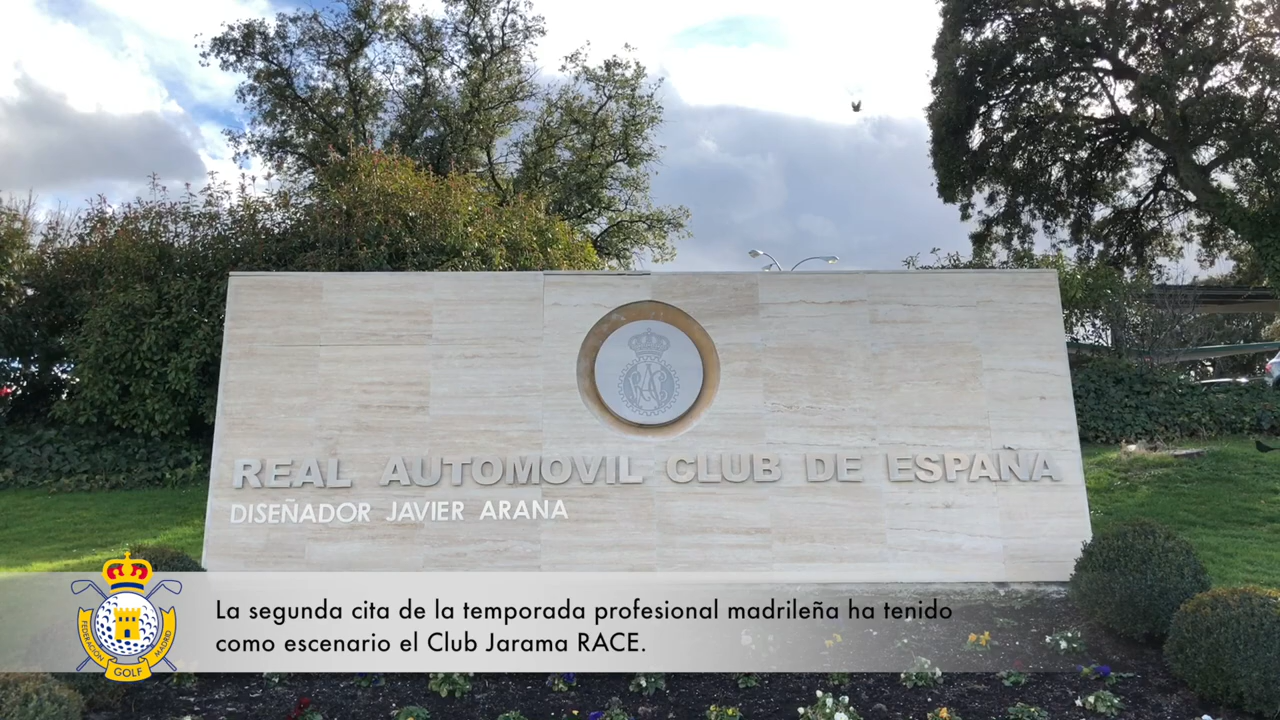 REAL AUTOMOVIL CLUB DE ESPAÑA
DISEÑADOR JAVIER ARANA
La segunda cita de la temporada profesional madrileña ha tenido
como escenario el Club Jarama RACE.
FEDERACIÓN GOLF MADRID